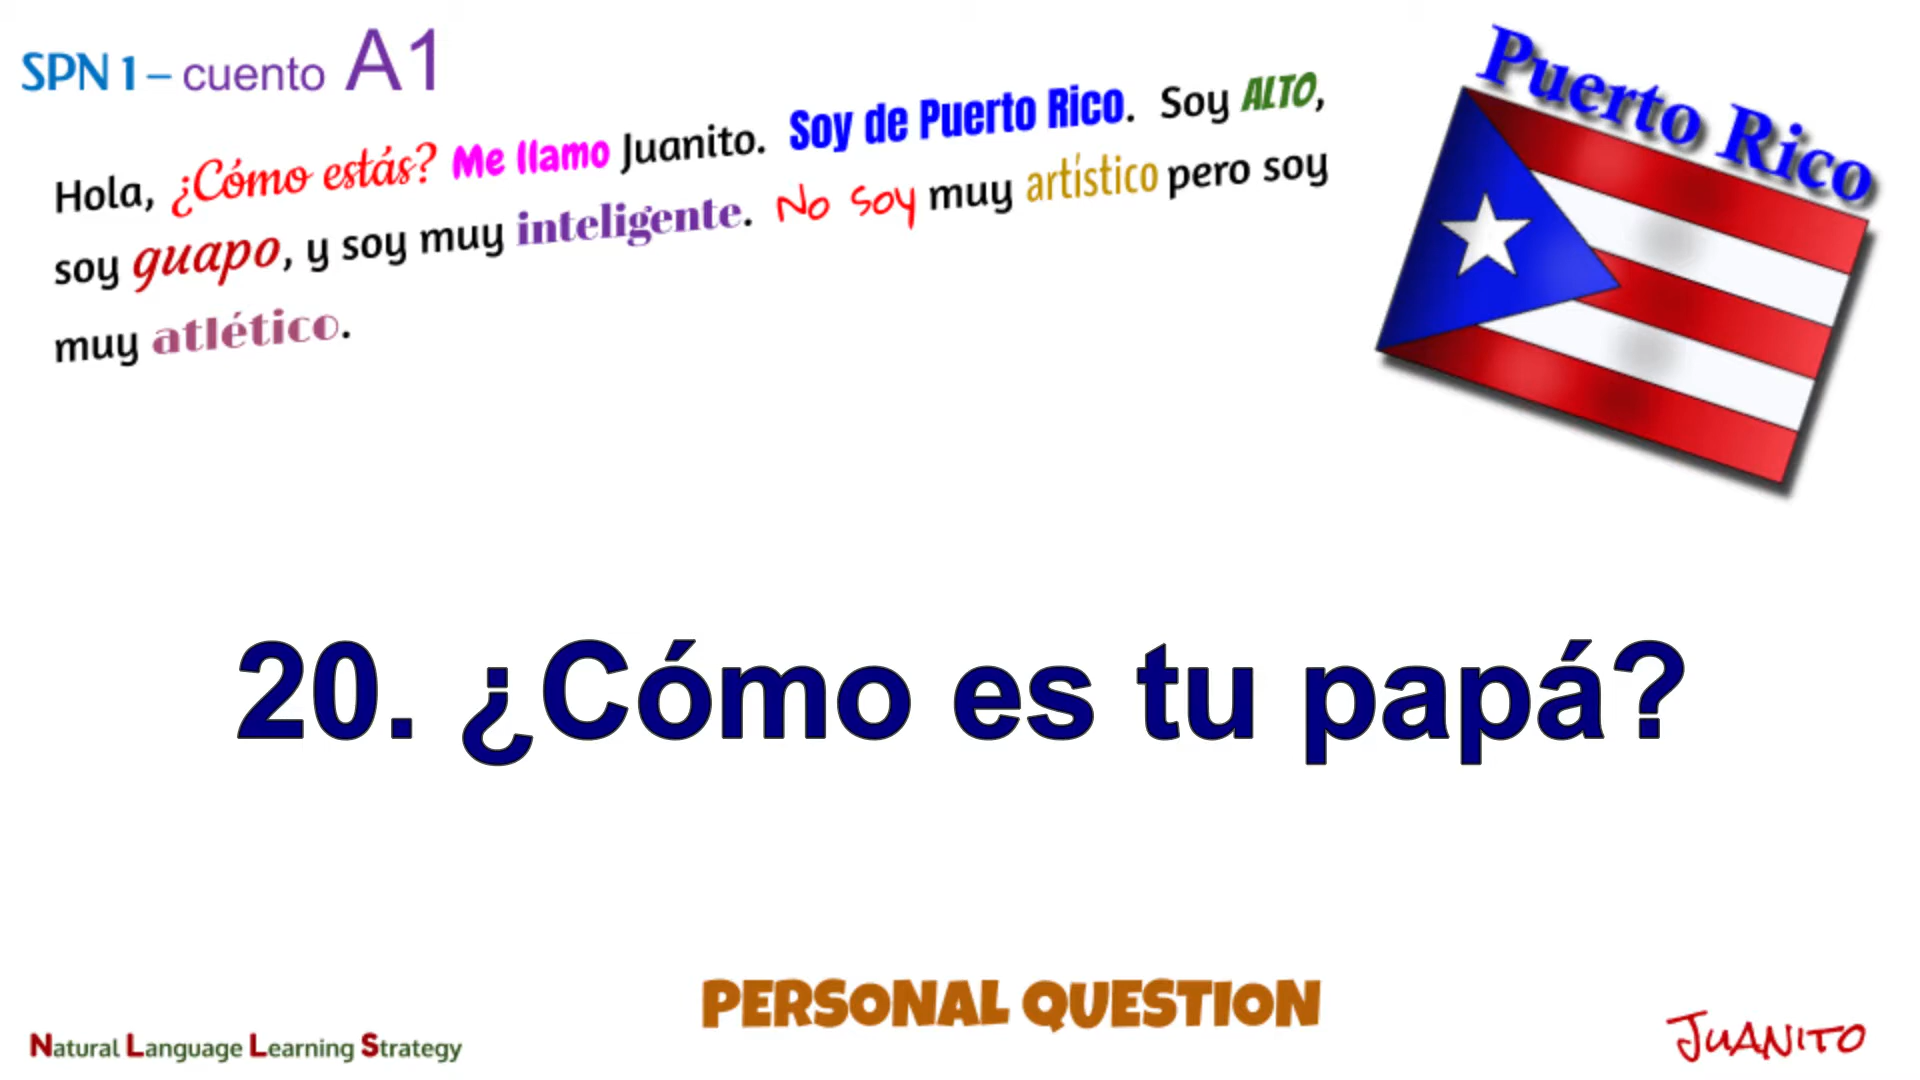 SPN 1 – cuento A1
Puerto Rico
Hola, ¿Cómo estás? Me llamo Juanito. Soy de Puerto Rico. Soy ALTO,
soy guapo, y soy muy inteligente. No soy muy artístico pero soy
muy atlético.
20. ¿Cómo es tu papá?
PERSONAL QUESTION
Natural Language Learning Strategy
JUANITO